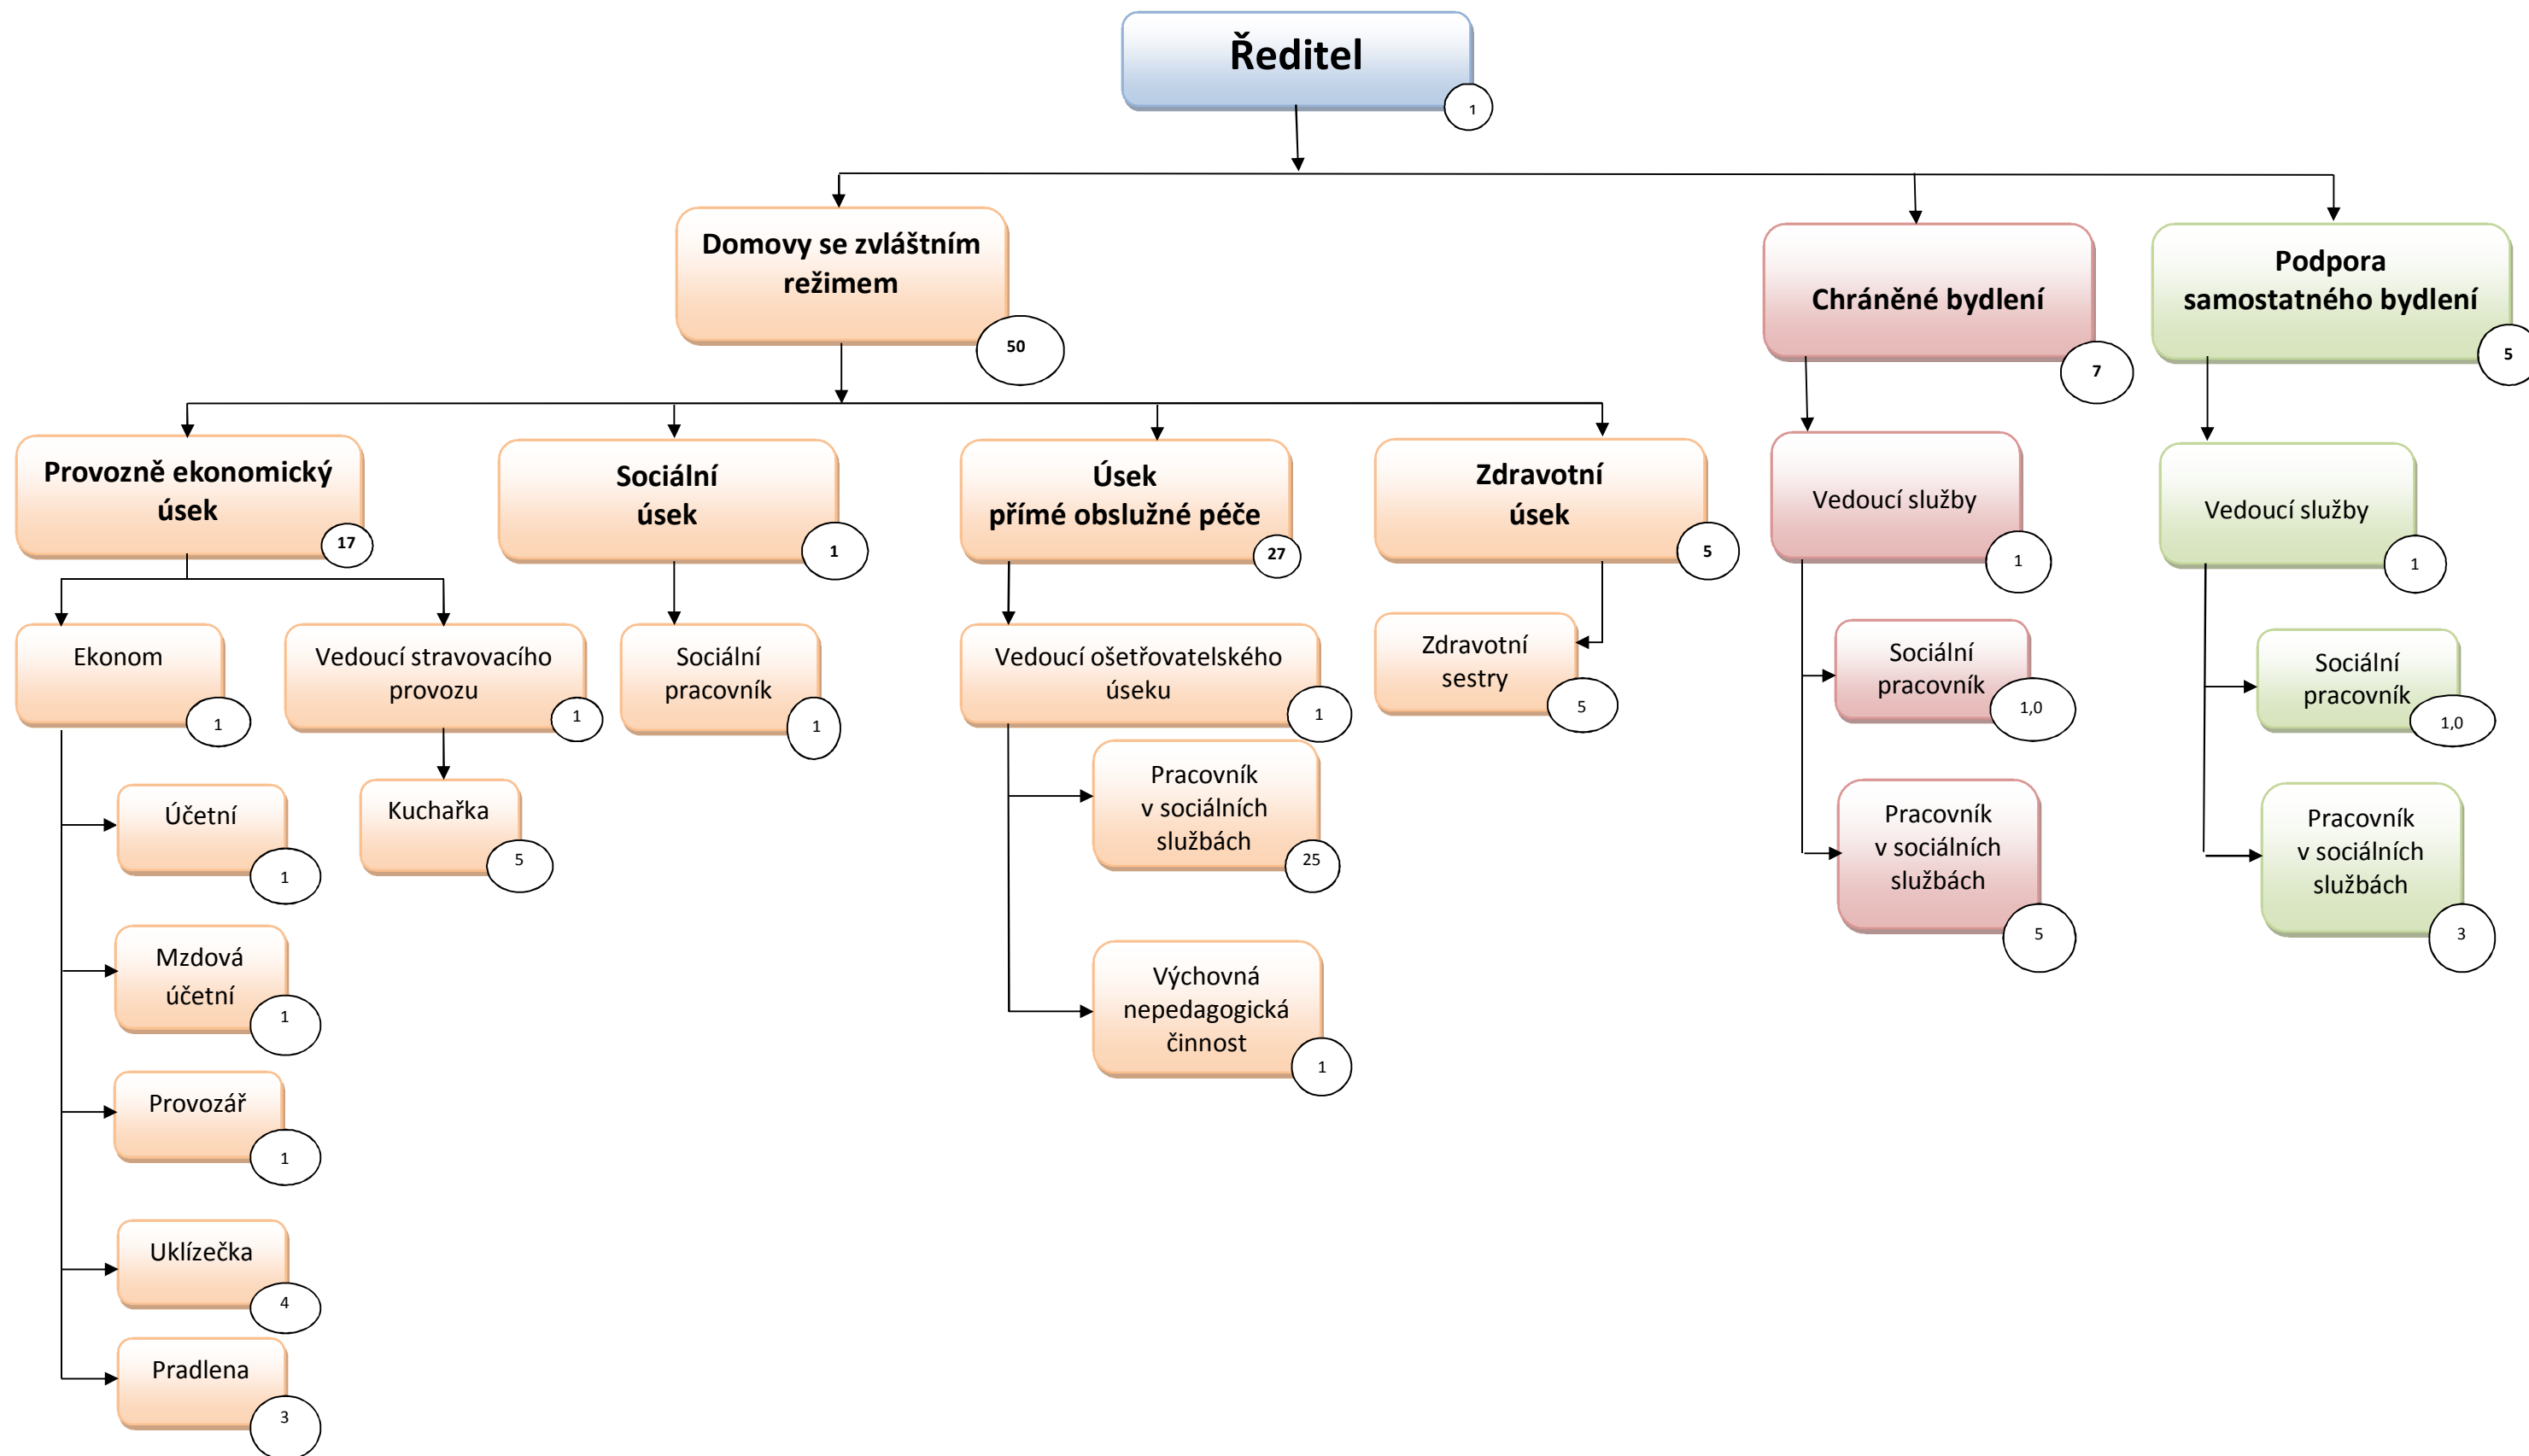 Ředitel
1
Domovy se zvláštním
režimem
50
Chráněné bydlení
7
Podpora
samostatného bydlení
5
Provozně ekonomický
úsek
17
Sociální
úsek
1
Úsek
přímé obslužné péče
27
Zdravotní
úsek
5
Vedoucí služby
1
Vedoucí služby
1
Ekonom
1
Vedoucí stravovacího
provozu
1
Sociální
pracovník
1
Vedoucí ošetřovatelského
úseku
1
Zdravotní
sestry
5
Sociální
pracovník
1,0
Sociální
pracovník
1,0
Účetní
1
Kuchařka
5
Pracovník
v sociálních
službách
25
Pracovník
v sociálních
službách
5
Pracovník
v sociálních
službách
3
Mzdová
účetní
1
Výchovná
nepedagogická
činnost
1
Provozář
1
Uklízečka
4
Pradlena
3